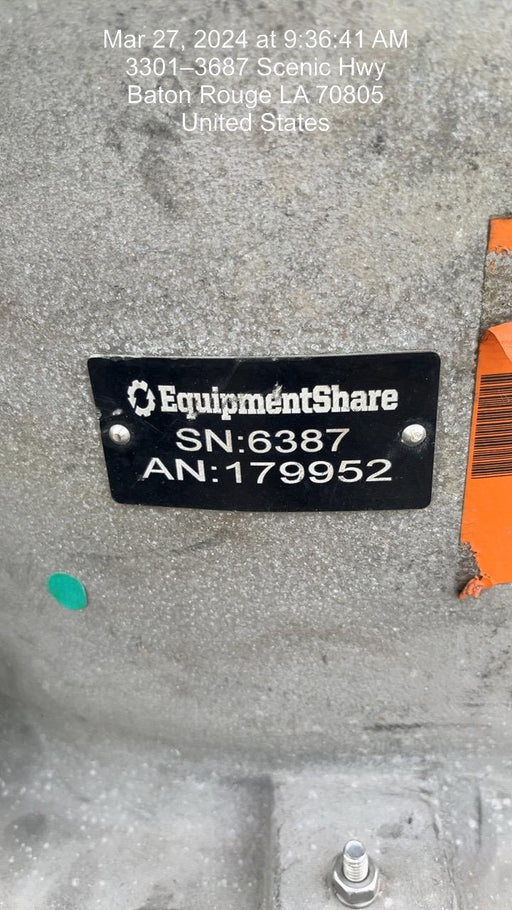 Mar 27, 2024 at 9:36:41 AM
3301–3687 Scenic Hwy
Baton Rouge LA 70805
United States
EquipmentShare
SN:6387
AN:179952